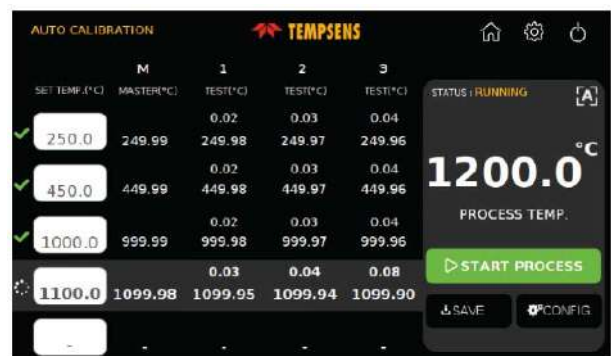 AUTO CALIBRATION
TEMPSENS
M 1 2 3
SET TEMP.(°C) MASTER(°C) TEST(°C) TEST(°C) TEST(°C)
0.02 0.03 0.04
250.0 249.99 249.98 249.97 249.96
0.02 0.03 0.04
450.0 449.99 449.98 449.97 449.96
0.02 0.03 0.04
1000.0 999.99 999.98 999.97 999.96
0.03 0.04 0.08
1100.0 1099.98 1099.95 1099.94 1099.90
- - - - -
STATUS : RUNNING [A]
1200.0 °C
PROCESS TEMP.
START PROCESS
SAVE CONFIG